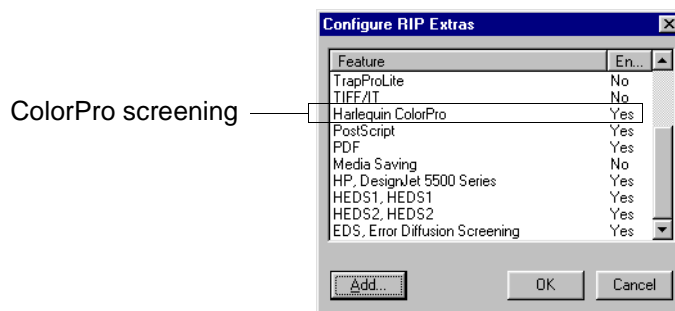 Configure RIP Extras
Feature En...
TrapProLite No
TIFF/IT No
ColorPro screening
Harlequin ColorPro Yes
PostScript Yes
PDF Yes
Media Saving No
HP, DesignJet 5500 Series Yes
HEDS1, HEDS1 Yes
HEDS2, HEDS2 Yes
EDS, Error Diffusion Screening Yes
Add... OK Cancel